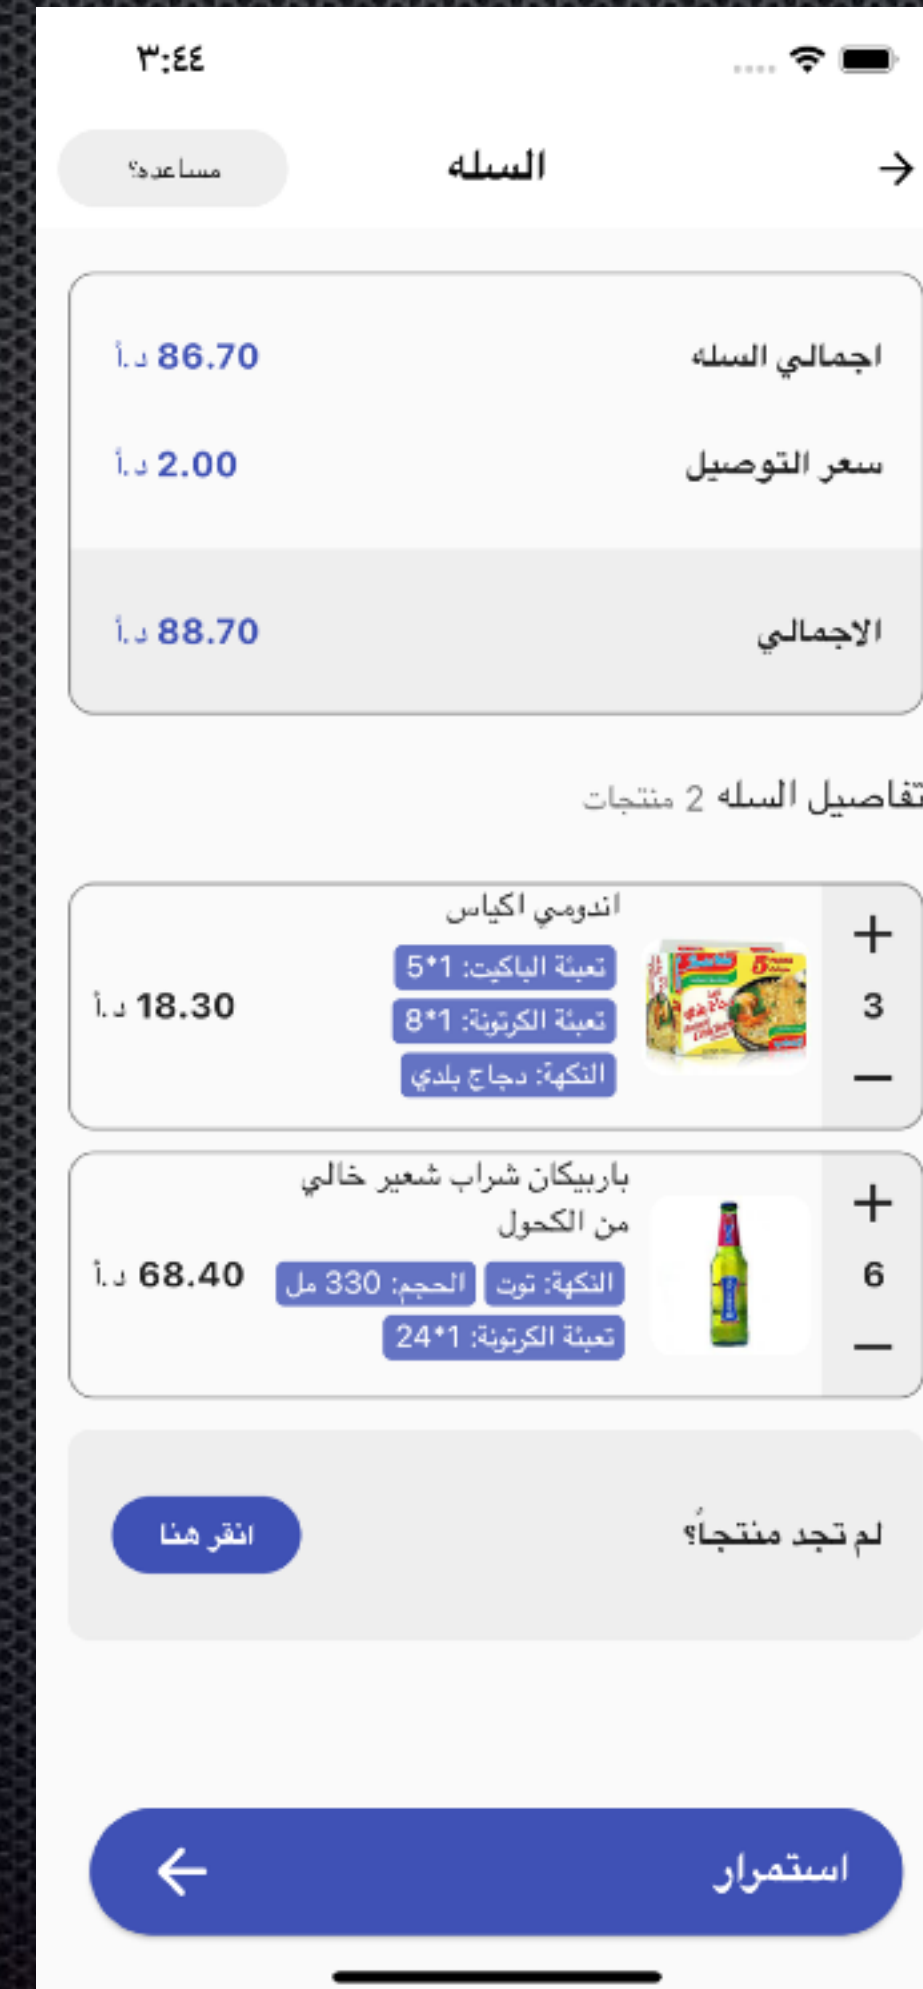 ٣:٤٤
السله
مساعده؟
اجمالي السله
86.70 د.أ
سعر التوصيل
2.00 د.أ
الاجمالي
88.70 د.أ
تفاصيل السله 2 منتجات
+
3
−
اندومي اكياس
تعبئة الباكيت: 1*5
تعبئة الكرتونة: 1*8
النكهة: دجاج بلدي
18.30 د.أ
+
6
−
باربيكان شراب شعير خالي
من الكحول
النكهة: توت الحجم: 330 مل
تعبئة الكرتونة: 1*24
68.40 د.أ
لم تجد منتجاً؟
انقر هنا
استمرار